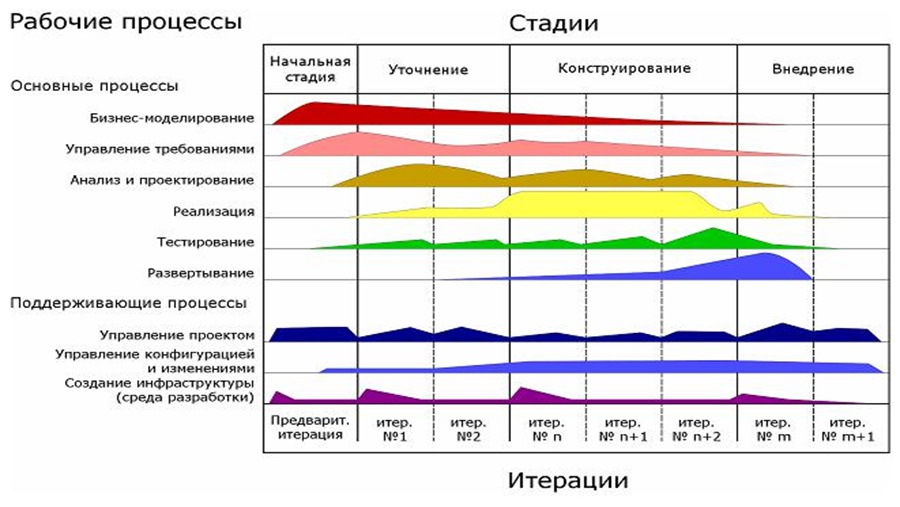 Рабочие процессы
Стадии
Начальная
стадия
Уточнение
Конструирование
Внедрение
Основные процессы
Бизнес-моделирование
Управление требованиями
Анализ и проектирование
Реализация
Тестирование
Развертывание
Поддерживающие процессы
Управление проектом
Управление конфигурацией
и изменениями
Создание инфраструктуры
(среда разработки)
Предварит.
итерация
итер.
№1
итер.
№2
итер.
№ n
итер.
№ n+1
итер.
№ n+2
итер.
№ m
итер.
№ m+1
Итерации